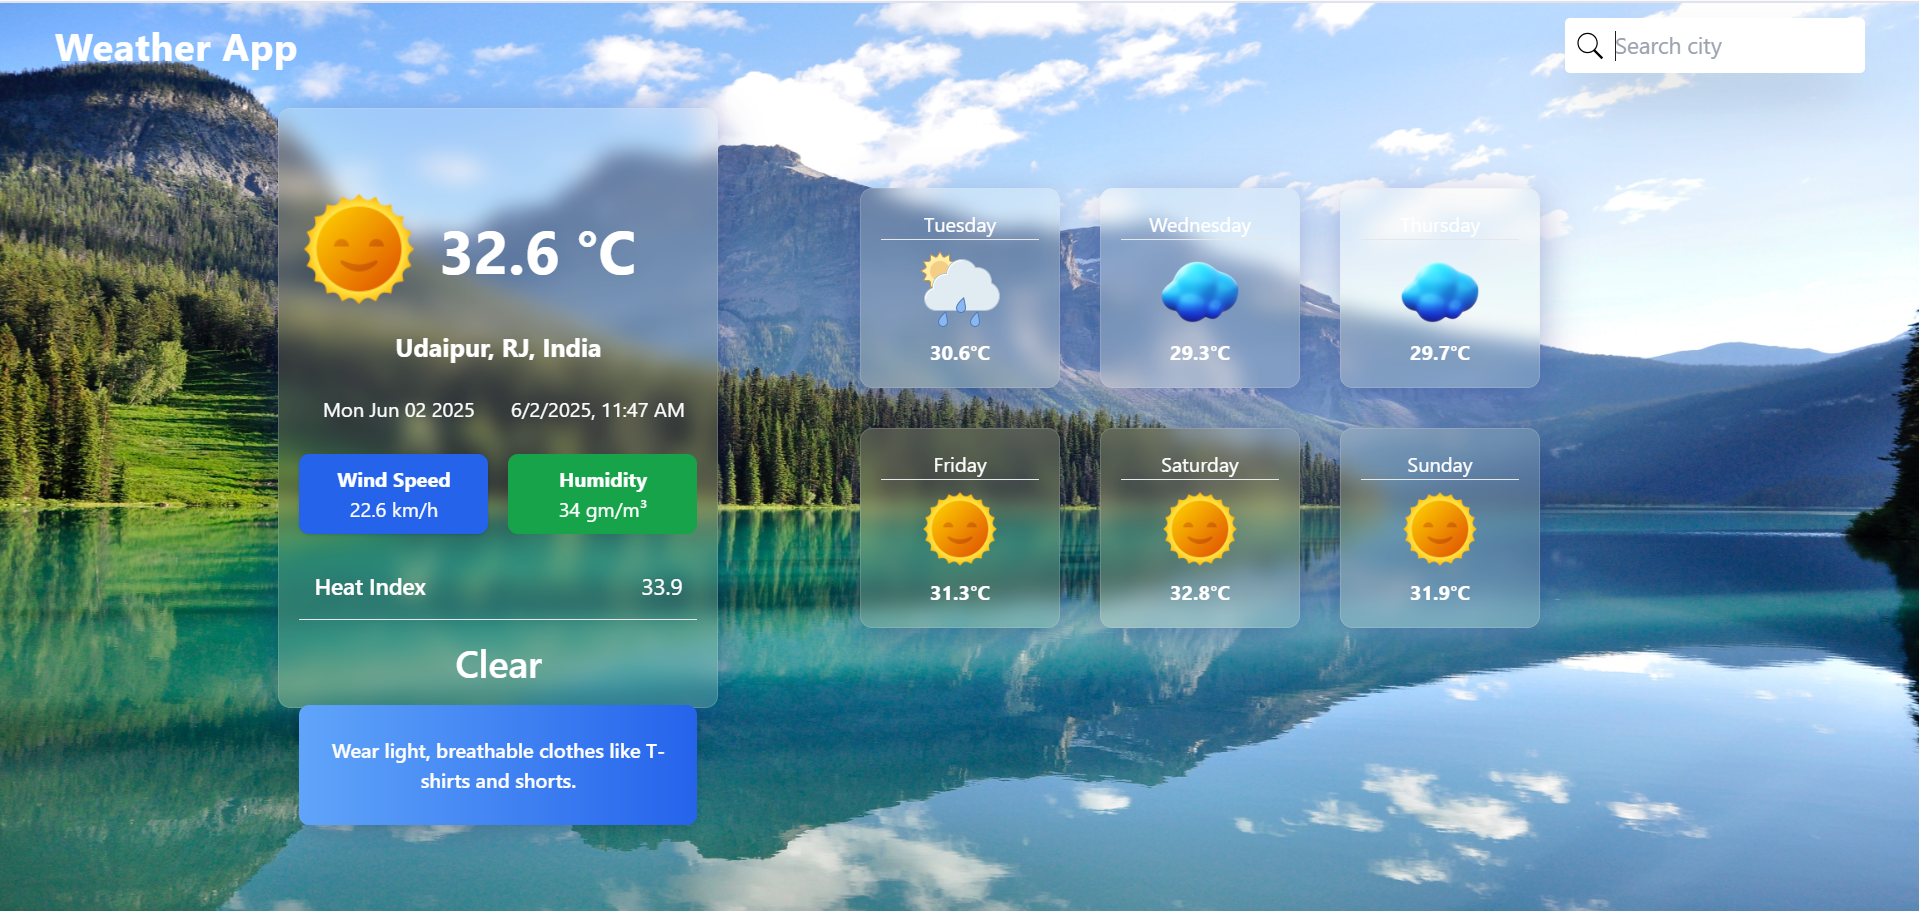 Weather App
Search city
32.6 °C
Udaipur, RJ, India
Mon Jun 02 2025 6/2/2025, 11:47 AM
Wind Speed
22.6 km/h
Humidity
34 gm/m³
Heat Index 33.9
Clear
Wear light, breathable clothes like T-
shirts and shorts.
Tuesday
30.6°C
Wednesday
29.3°C
Thursday
29.7°C
Friday
31.3°C
Saturday
32.8°C
Sunday
31.9°C